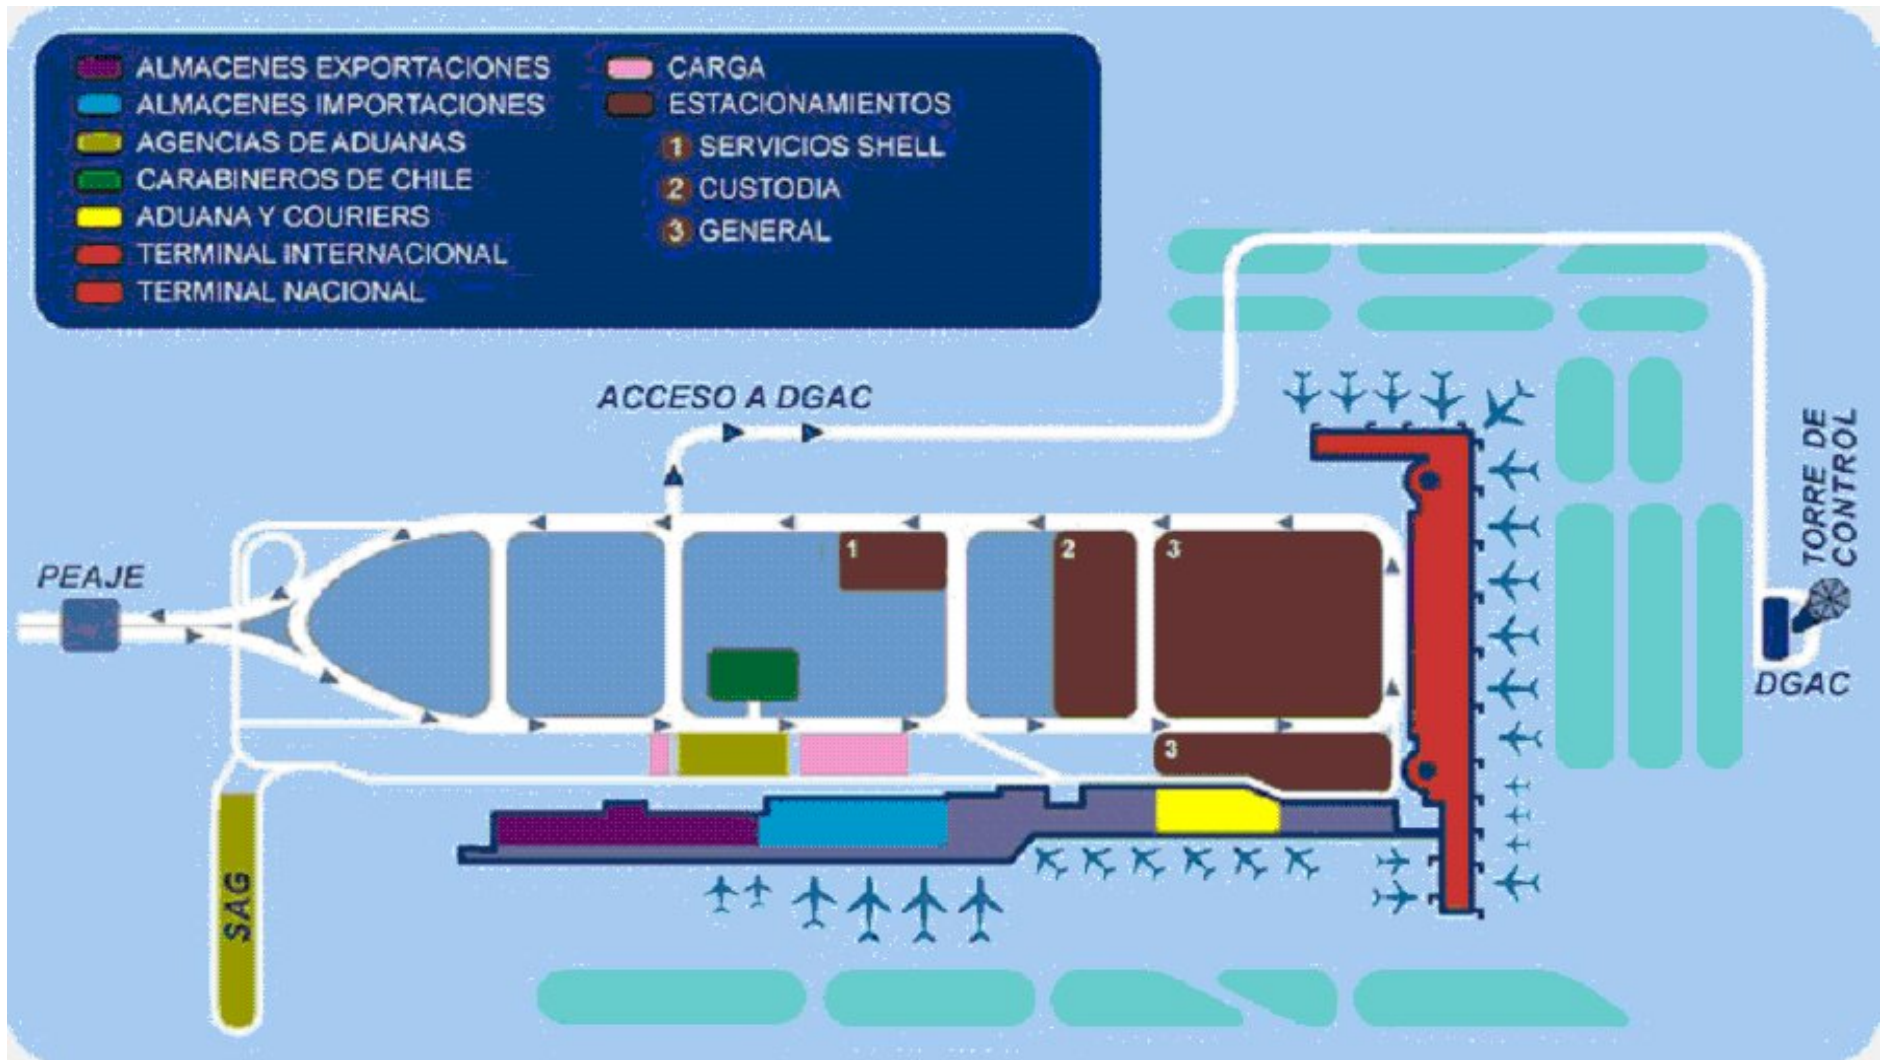 ALMACENES EXPORTACIONES
ALMACENES IMPORTACIONES
AGENCIAS DE ADUANAS
CARABINEROS DE CHILE
ADUANA Y COURIERS
TERMINAL INTERNACIONAL
TERMINAL NACIONAL
CARGA
ESTACIONAMIENTOS
1 SERVICIOS SHELL
2 CUSTODIA
3 GENERAL
ACCESO A DGAC
PEAJE
1
2
3
3
TORRE DE
CONTROL
DGAC
SAG